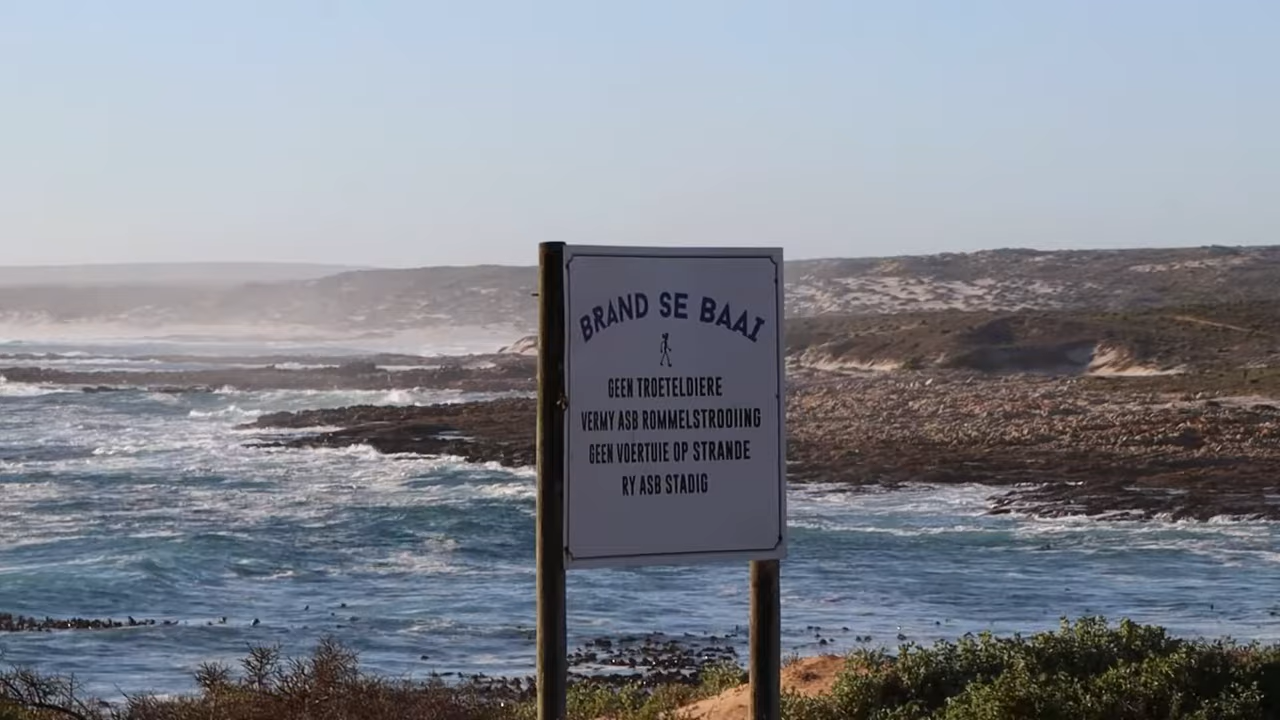 BRAND SE BAAI
GEEN TROETELDIERE
VERMY ASB ROMMELSTROOIING
GEEN VOERTUIE OP STRANDE
RY ASB STADIG